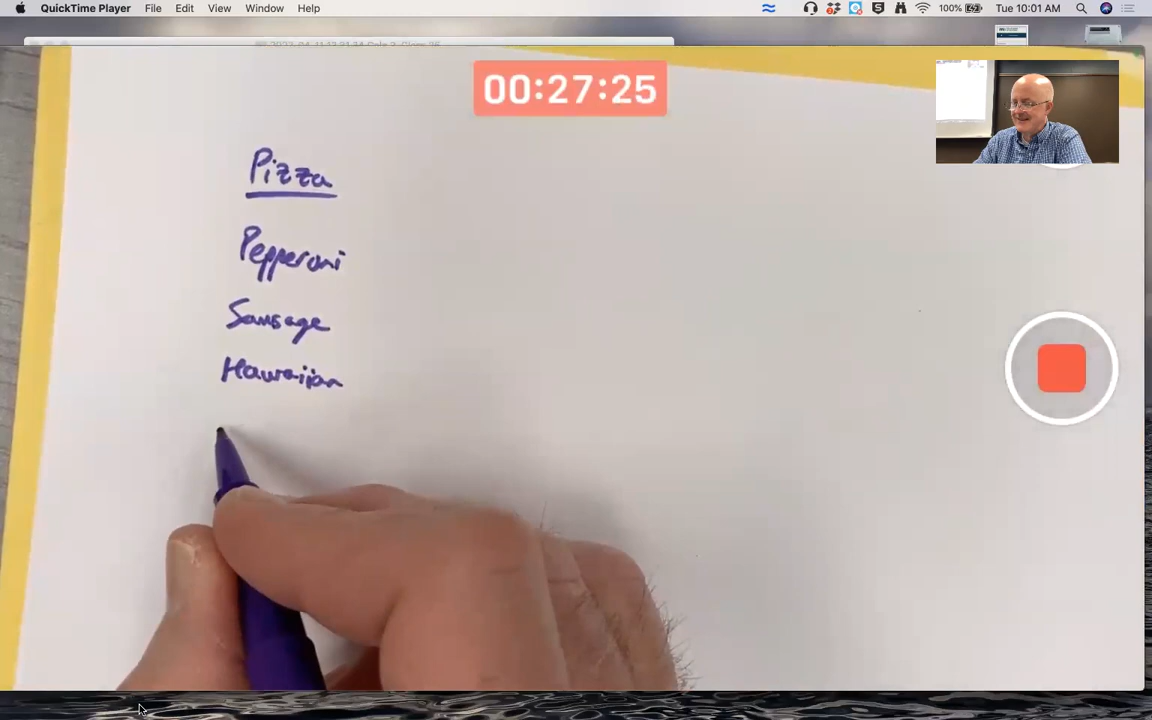 QuickTime Player File Edit View Window Help 100% Tue 10:01 AM
00:27:25
Pizza
Pepperoni
Sausage
Hawaiian